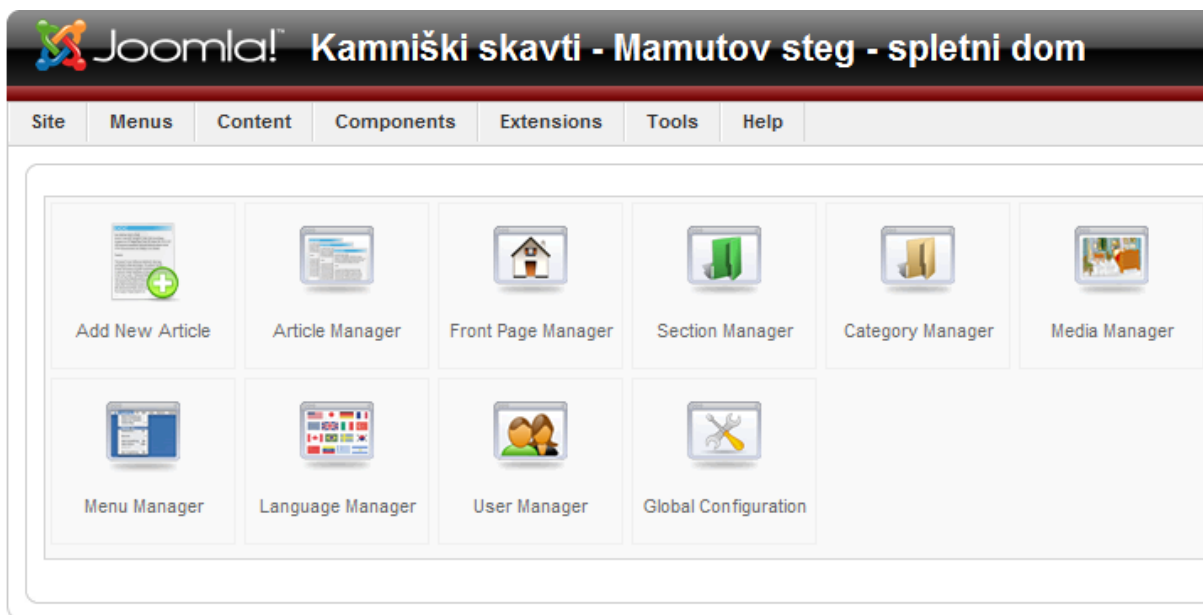 Joomla!™ Kamniški skavti - Mamutov steg - spletni dom
Site Menus Content Components Extensions Tools Help
Add New Article Article Manager Front Page Manager Section Manager Category Manager Media Manager
Menu Manager Language Manager User Manager Global Configuration